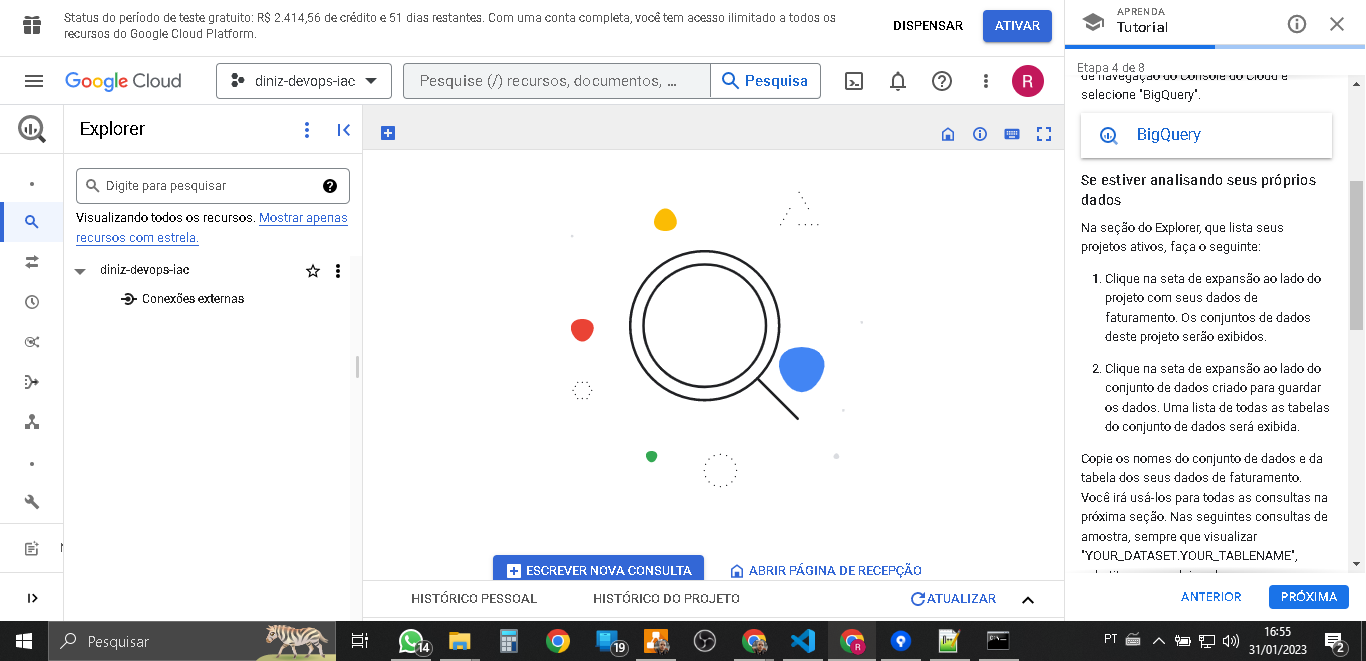 Status do período de teste gratuito: R$ 2.414,56 de crédito e 51 dias restantes. Com uma conta completa, você tem acesso ilimitado a todos os
recursos do Google Cloud Platform.
DISPENSAR
ATIVAR
Google Cloud
diniz-devops-iac
Pesquise (/) recursos, documentos, ...
Pesquisa
R
Explorer
Digite para pesquisar
Visualizando todos os recursos. Mostrar apenas
recursos com estrela.
diniz-devops-iac
Conexões externas
ESCREVER NOVA CONSULTA
ABRIR PÁGINA DE RECEPÇÃO
HISTÓRICO PESSOAL
HISTÓRICO DO PROJETO
ATUALIZAR
APRENDA
Tutorial
Etapa 4 de 8
de navegação do Console do Cloud e
selecione "BigQuery".
BigQuery
Se estiver analisando seus próprios
dados
Na seção do Explorer, que lista seus
projetos ativos, faça o seguinte:
1. Clique na seta de expansão ao lado do
projeto com seus dados de
faturamento. Os conjuntos de dados
deste projeto serão exibidos.
2. Clique na seta de expansão ao lado do
conjunto de dados criado para guardar
os dados. Uma lista de todas as tabelas
do conjunto de dados será exibida.
Copie os nomes do conjunto de dados e da
tabela dos seus dados de faturamento.
Você irá usá-los para todas as consultas na
próxima seção. Nas seguintes consultas de
amostra, sempre que visualizar
"YOUR_DATASET.YOUR_TABLENAME",
ANTERIOR
PRÓXIMA
Pesquisar
14
19
R
PT
16:55
31/01/2023
2